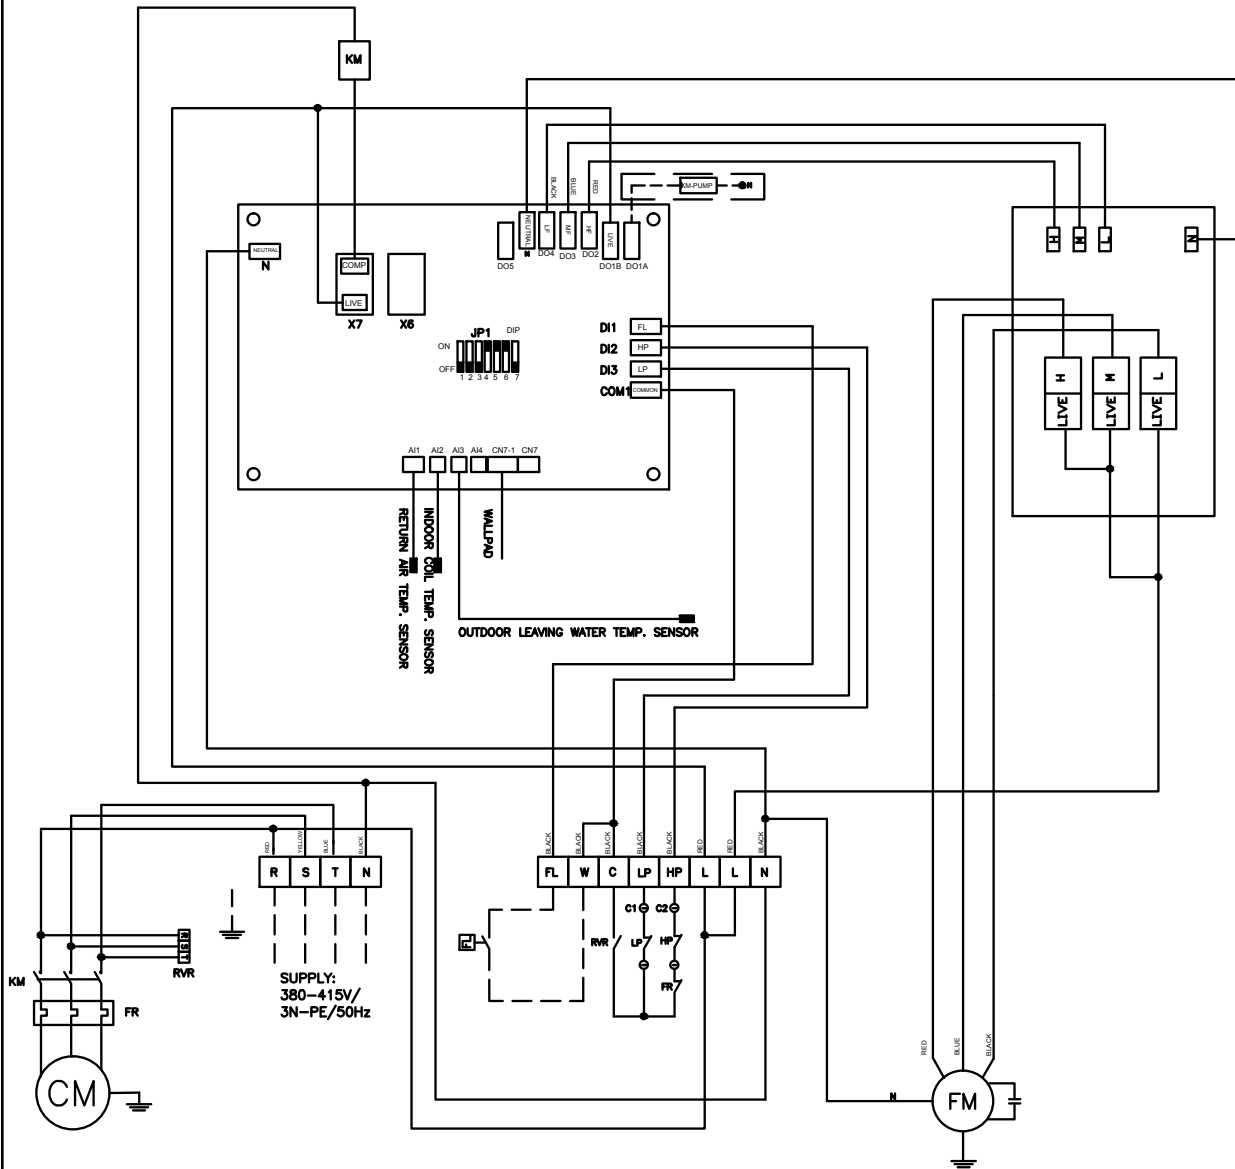 KM
BLACK
BLUE
RED
KM-PUMP
N
NEUTRAL
N
COMP
LIVE
X7
X6
DO5
NEUTRAL
N
LF
DO4
MF
DO3
HF
DO2
LIVE
DO1B
DO1A
H
M
L
N
JP1
DIP
ON
OFF
1 2 3 4 5 6 7
DI1 FL
DI2 HP
DI3 LP
COM1 COMMON
H M L
LIVE LIVE LIVE
AI1 AI2 AI3 AI4 CN7-1 CN7
RETURN AIR TEMP. SENSOR
INDOOR COIL TEMP. SENSOR
WALLPAD
OUTDOOR LEAVING WATER TEMP. SENSOR
RED YELLOW BLUE BLACK
R S T N
BLACK BLACK BLACK BLACK BLACK RED RED BLACK
FL W C LP HP L L N
R
S
T
RVR
C1 C2
FL
RVR LP HP
FR
KM
FR
SUPPLY:
380-415V/
3N-PE/50Hz
CM
RED BLUE BLACK
N
FM